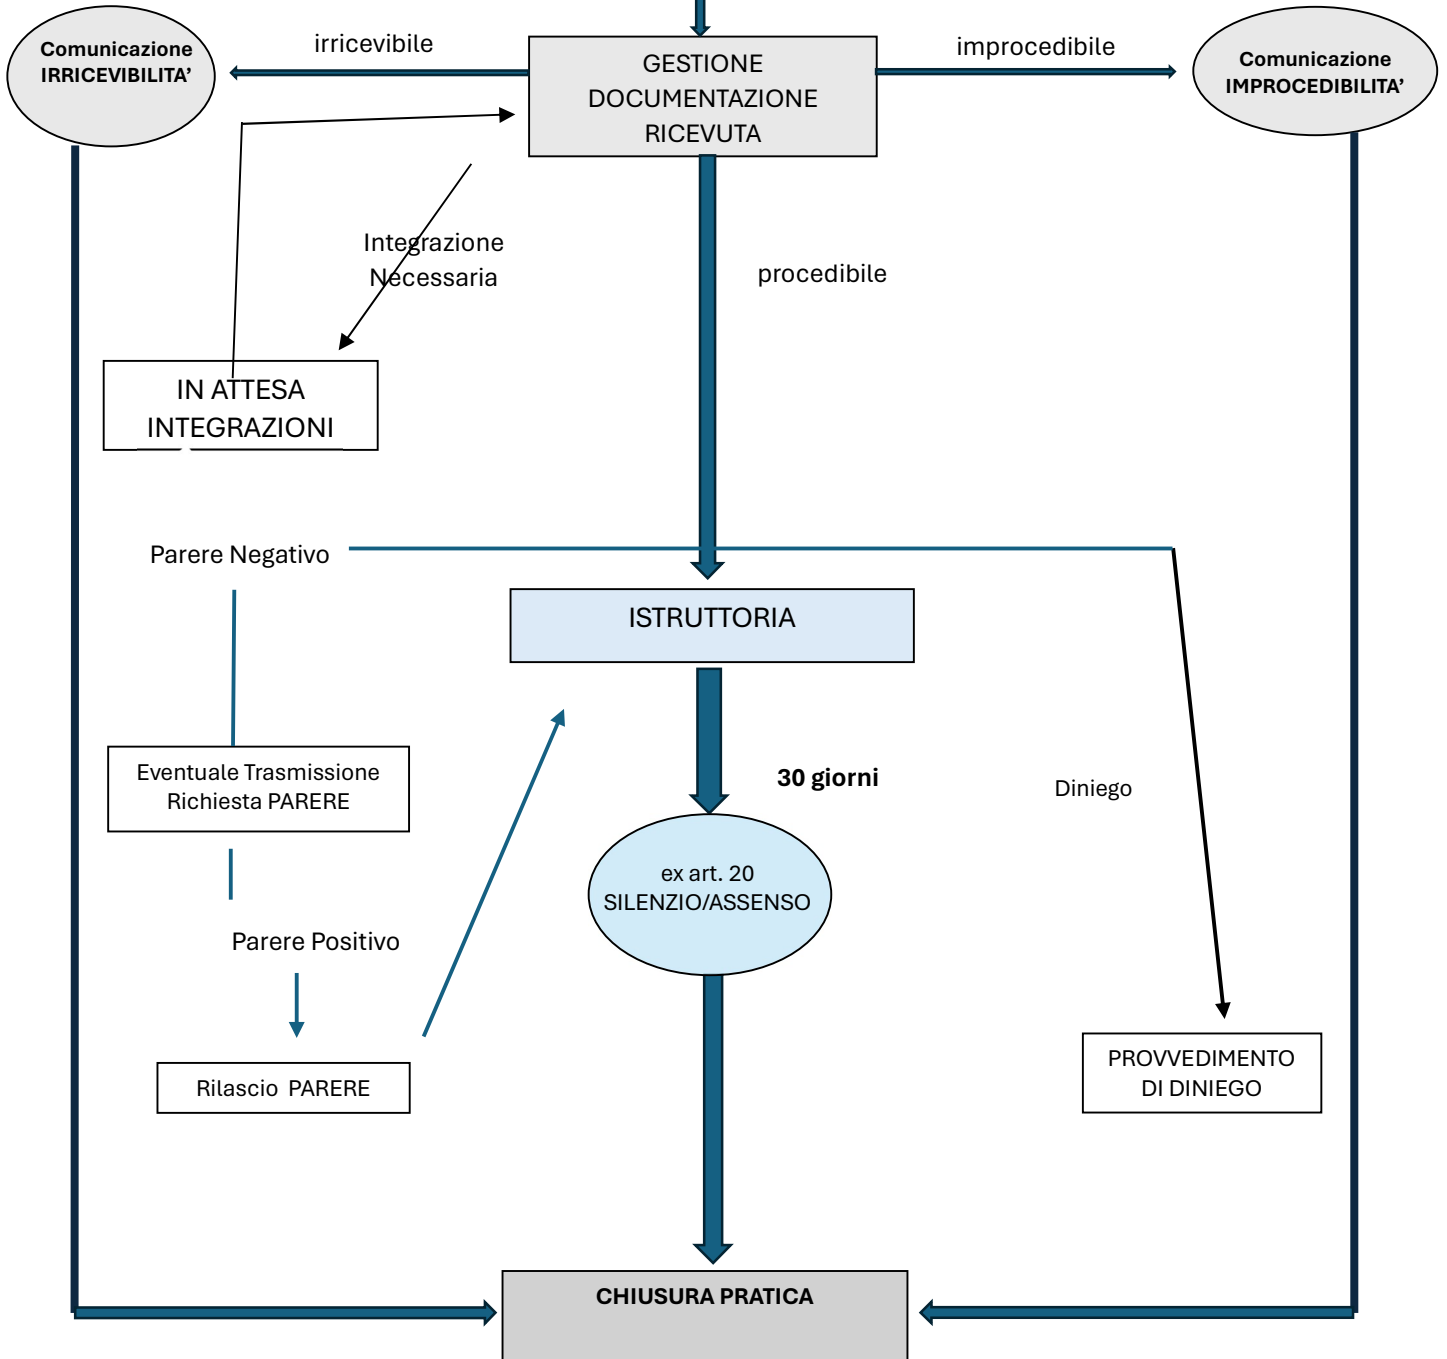 Comunicazione
IRRICEVIBILITA’
irricevibile
GESTIONE
DOCUMENTAZIONE
RICEVUTA
improcedibile
Comunicazione
IMPROCEDIBILITA’
Integrazione
Necessaria
procedibile
IN ATTESA
INTEGRAZIONI
Parere Negativo
ISTRUTTORIA
Eventuale Trasmissione
Richiesta PARERE
30 giorni
Diniego
ex art. 20
SILENZIO/ASSENSO
Parere Positivo
Rilascio PARERE
PROVVEDIMENTO
DI DINIEGO
CHIUSURA PRATICA